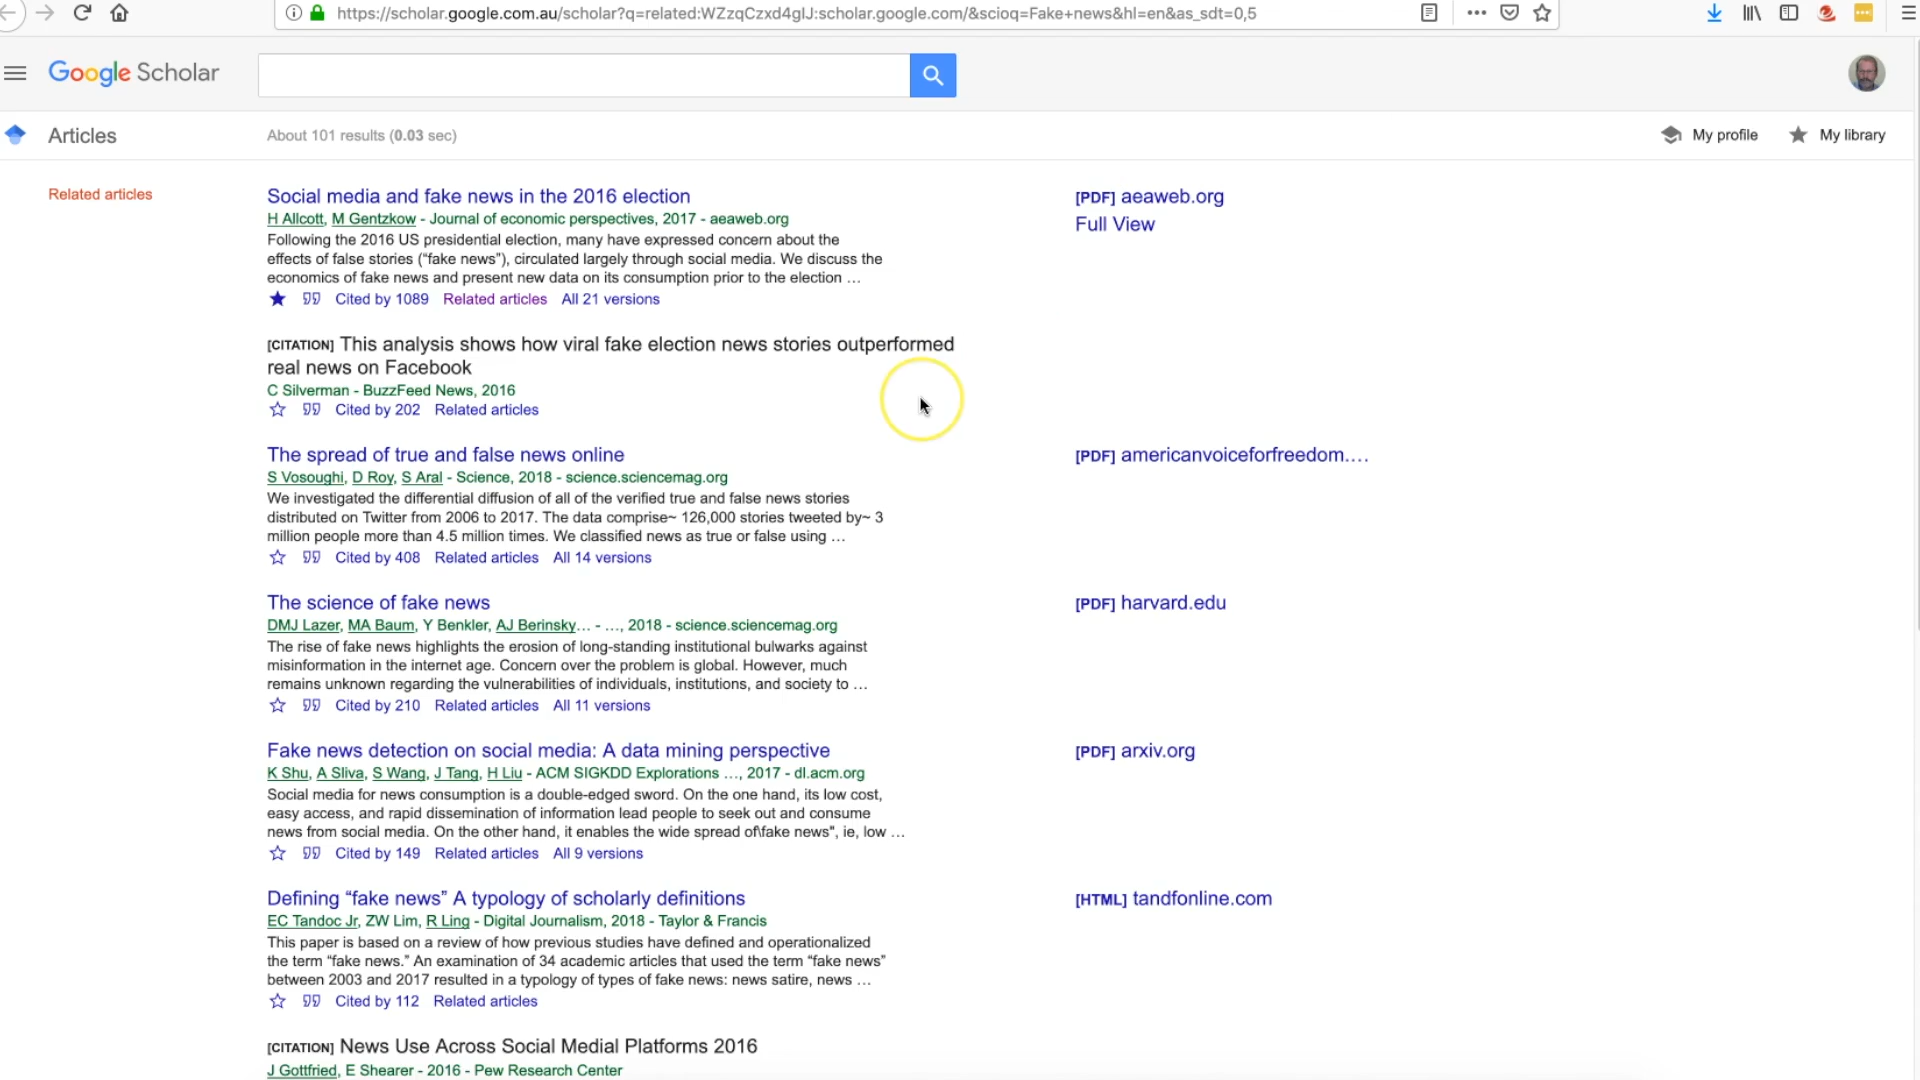 https://scholar.google.com.au/scholar?q=related:WZzqCzxd4gIJ:scholar.google.com/&scioq=Fake+news&hl=en&as_sdt=0,5
Google Scholar
Articles
About 101 results (0.03 sec)
My profile
My library
Related articles
Social media and fake news in the 2016 election
[PDF] aeaweb.org
H Allcott, M Gentzkow - Journal of economic perspectives, 2017 - aeaweb.org
Full View
Following the 2016 US presidential election, many have expressed concern about the
effects of false stories (“fake news”), circulated largely through social media. We discuss the
economics of fake news and present new data on its consumption prior to the election …
Cited by 1089 Related articles All 21 versions
[CITATION] This analysis shows how viral fake election news stories outperformed
real news on Facebook
C Silverman - BuzzFeed News, 2016
Cited by 202 Related articles
The spread of true and false news online
[PDF] americanvoiceforfreedom.…
S Vosoughi, D Roy, S Aral - Science, 2018 - science.sciencemag.org
We investigated the differential diffusion of all of the verified true and false news stories
distributed on Twitter from 2006 to 2017. The data comprise~ 126,000 stories tweeted by~ 3
million people more than 4.5 million times. We classified news as true or false using …
Cited by 408 Related articles All 14 versions
The science of fake news
[PDF] harvard.edu
DMJ Lazer, MA Baum, Y Benkler, AJ Berinsky… - …, 2018 - science.sciencemag.org
The rise of fake news highlights the erosion of long-standing institutional bulwarks against
misinformation in the internet age. Concern over the problem is global. However, much
remains unknown regarding the vulnerabilities of individuals, institutions, and society to …
Cited by 210 Related articles All 11 versions
Fake news detection on social media: A data mining perspective
[PDF] arxiv.org
K Shu, A Sliva, S Wang, J Tang, H Liu - ACM SIGKDD Explorations …, 2017 - dl.acm.org
Social media for news consumption is a double-edged sword. On the one hand, its low cost,
easy access, and rapid dissemination of information lead people to seek out and consume
news from social media. On the other hand, it enables the wide spread of\fake news", ie, low …
Cited by 149 Related articles All 9 versions
Defining “fake news” A typology of scholarly definitions
[HTML] tandfonline.com
EC Tandoc Jr, ZW Lim, R Ling - Digital Journalism, 2018 - Taylor & Francis
This paper is based on a review of how previous studies have defined and operationalized
the term “fake news.” An examination of 34 academic articles that used the term “fake news”
between 2003 and 2017 resulted in a typology of types of fake news: news satire, news …
Cited by 112 Related articles
[CITATION] News Use Across Social Medial Platforms 2016
J Gottfried, E Shearer - 2016 - Pew Research Center